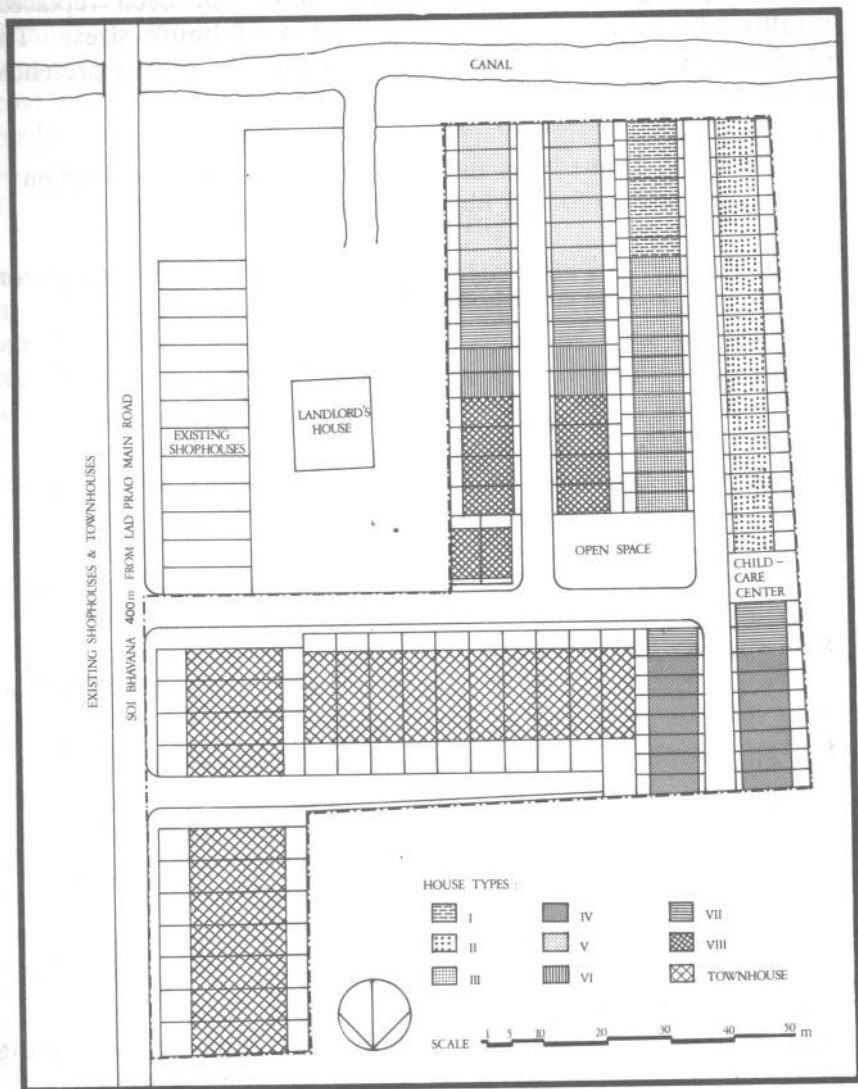 CANAL
EXISTING
SHOPHOUSES
LANDLORD'S
HOUSE
EXISTING SHOPHOUSES & TOWNHOUSES
SOI BHAVANA 400m FROM LAD PRAO MAIN ROAD
OPEN SPACE
CHILD-
CARE
CENTER
HOUSE TYPES :
I IV VII
II V VIII
III VI TOWNHOUSE
SCALE 1 5 10 20 30 40 50 m